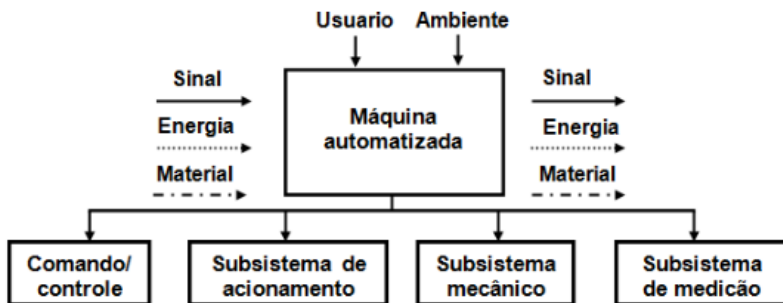 Usuario Ambiente
Sinal
Energia
Material
Máquina
automatizada
Sinal
Energia
Material
Comando/
controle
Subsistema de
acionamento
Subsistema
mecânico
Subsistema
de medição